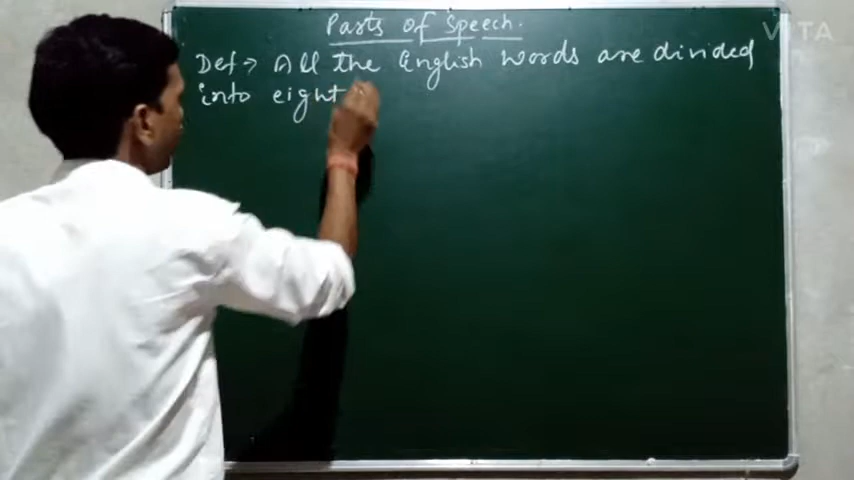 Parts of Speech.
Def → All the English words are divided
into eight
VITA